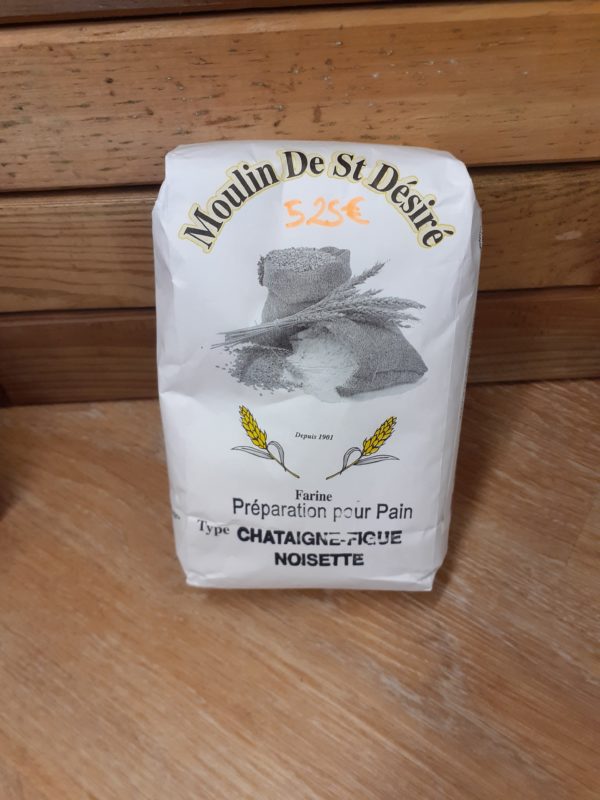 Moulin De St Désiré
5.25€
Depuis 1901
Farine
Préparation pour Pain
Type CHATAIGNE-FIGUE
NOISETTE